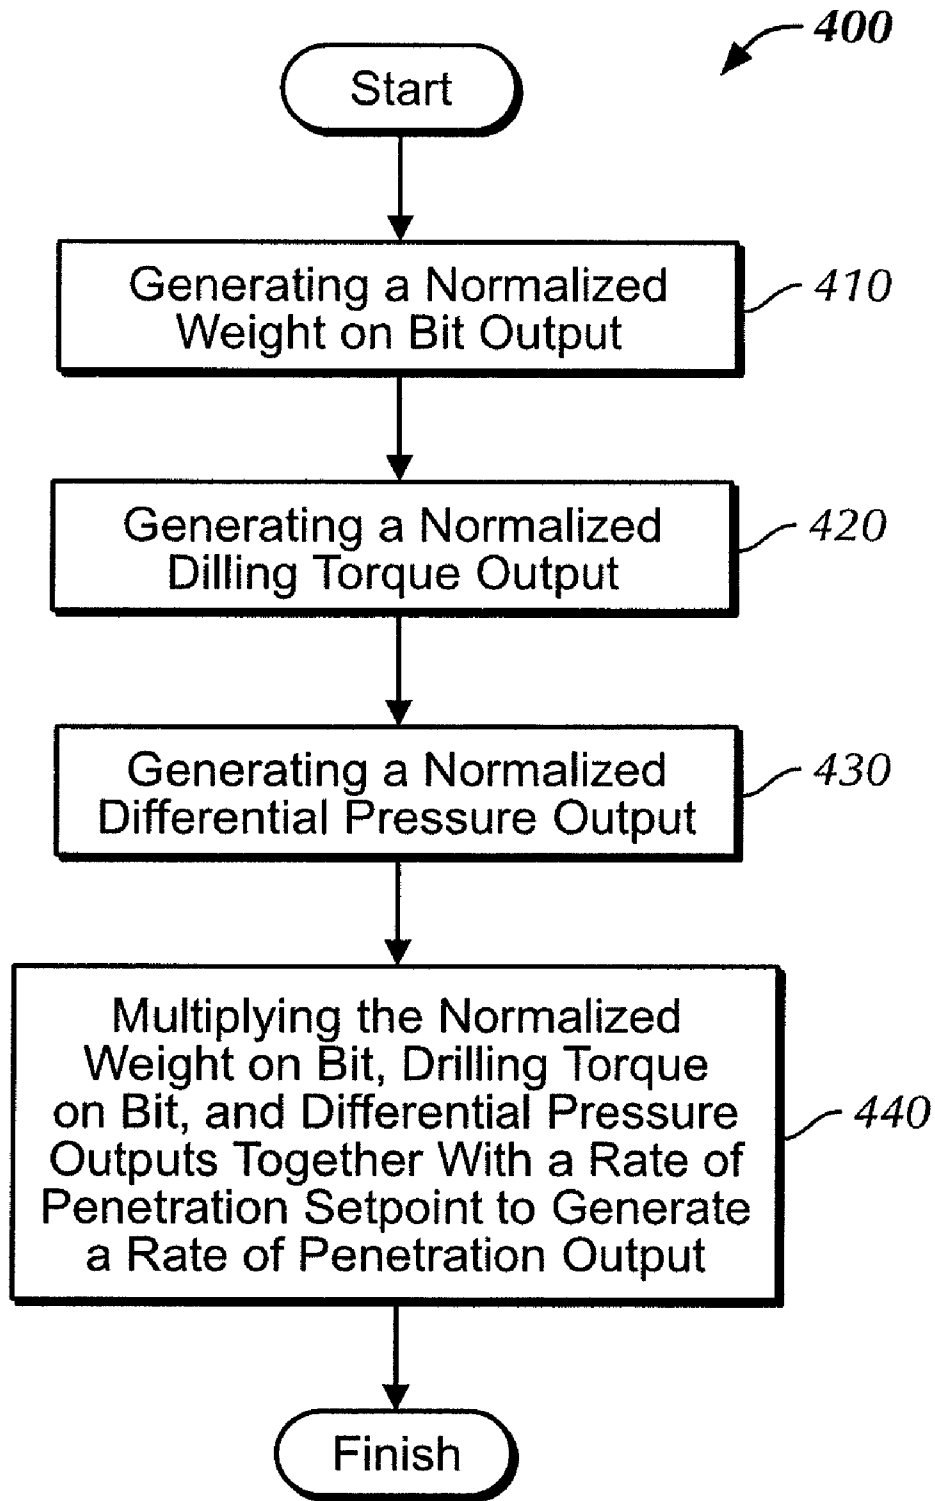 400
Start
Generating a Normalized
Weight on Bit Output
410
Generating a Normalized
Dilling Torque Output
420
Generating a Normalized
Differential Pressure Output
430
Multiplying the Normalized
Weight on Bit, Drilling Torque
on Bit, and Differential Pressure
Outputs Together With a Rate of
Penetration Setpoint to Generate
a Rate of Penetration Output
440
Finish